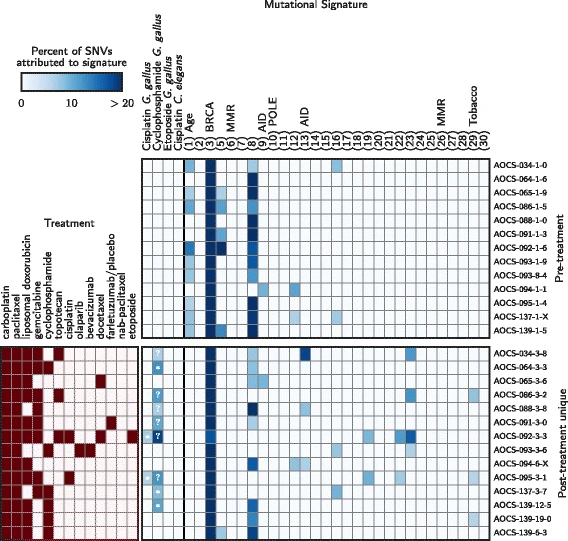 Mutational Signature
Percent of SNVs
attributed to signature
0
10
> 20
Cisplatin G. gallus
Cyclophosphamide G. gallus
Etoposide G. gallus
Cisplatin C. elegans
(1) Age
(2)
(3) BRCA
(4)
(5)
(6) MMR
(7)
(8)
(9) AID
(10) POLE
(11)
(12)
(13) AID
(14)
(15)
(16)
(17)
(18)
(19)
(20)
(21)
(22)
(23)
(24)
(25)
(26) MMR
(27)
(28)
(29) Tobacco
(30)
AOCS-034-1-0
AOCS-064-1-6
AOCS-065-1-9
AOCS-086-1-5
AOCS-088-1-0
AOCS-091-1-3
AOCS-092-1-6
AOCS-093-1-9
AOCS-093-8-4
AOCS-094-1-1
AOCS-095-1-4
AOCS-137-1-X
AOCS-139-1-5
Pre-treatment
Treatment
carboplatin
paclitaxel
liposomal doxorubicin
gemcitabine
cyclophosphamide
topotecan
cisplatin
olaparib
bevacizumab
docetaxel
farletuzumab/placebo
nab-paclitaxel
etoposide
? AOCS-034-3-8
* AOCS-064-3-3
AOCS-065-3-6
? AOCS-086-3-2
? AOCS-088-3-8
? AOCS-091-3-0
* ? AOCS-092-3-3
AOCS-093-3-6
AOCS-094-6-X
* ? AOCS-095-3-1
* AOCS-137-3-7
* AOCS-139-12-5
AOCS-139-19-0
AOCS-139-6-3
Post-treatment unique